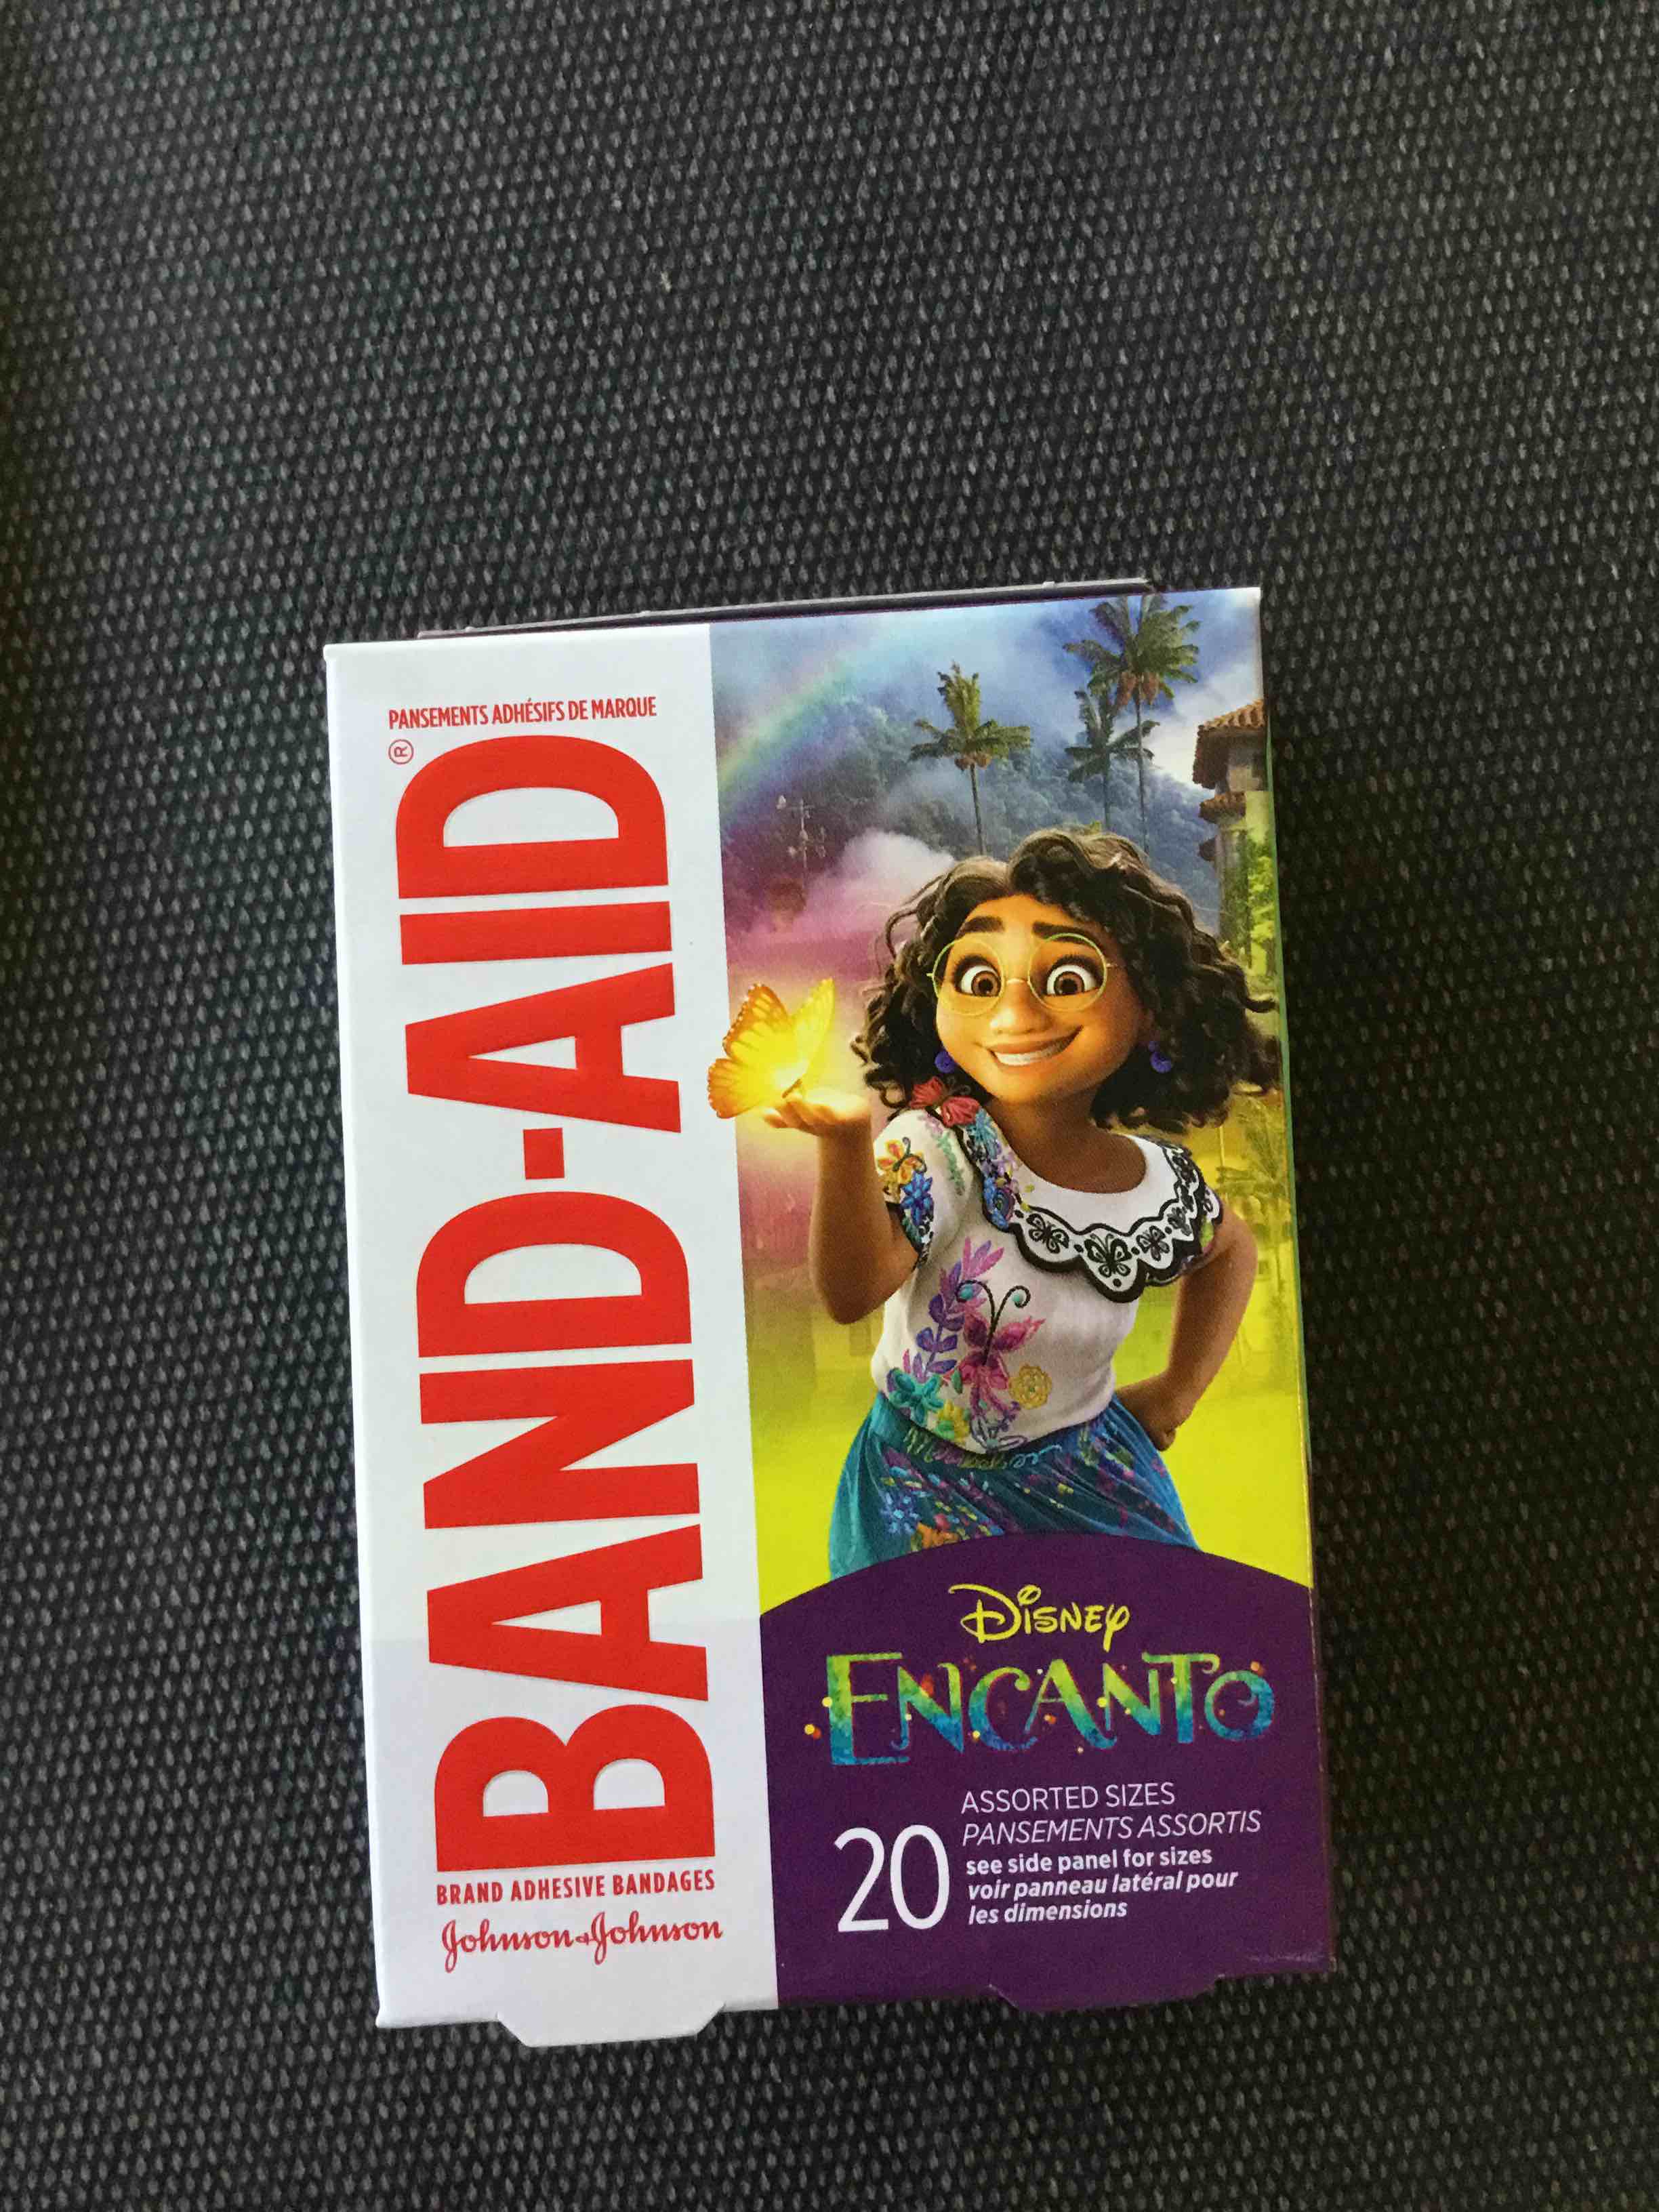 PANSEMENTS ADHÉSIFS DE MARQUE
BAND-AID®
BRAND ADHESIVE BANDAGES
Johnson & Johnson
Disney
ENCANTO
20
ASSORTED SIZES
PANSEMENTS ASSORTIS
see side panel for sizes
voir panneau latéral pour
les dimensions